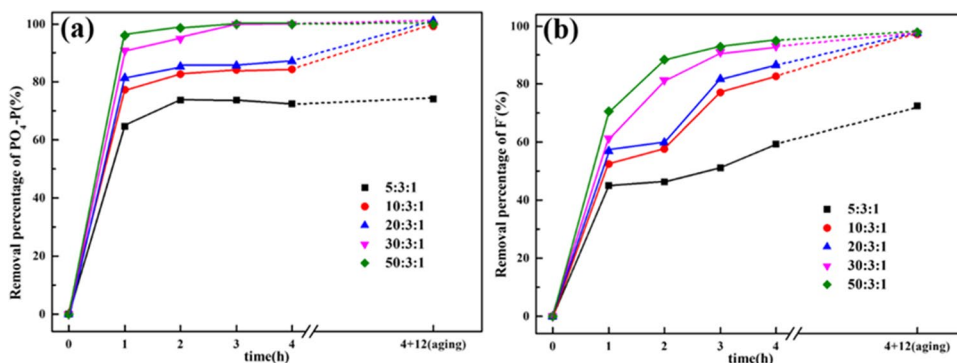 (a)
Removal percentage of PO4-P(%)
100
80
60
40
20
0
5:3:1
10:3:1
20:3:1
30:3:1
50:3:1
0 1 2 3 4 4+12(aging)
time(h)
(b)
Removal percentage of F-(%)
100
80
60
40
20
0
5:3:1
10:3:1
20:3:1
30:3:1
50:3:1
0 1 2 3 4 4+12(aging)
time(h)